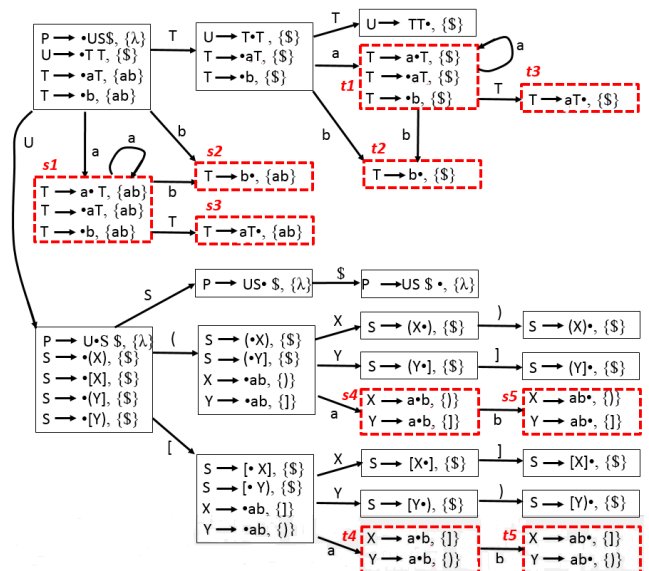 P → •US$, {λ}
U → •T T, {$}
T → •aT, {ab}
T → •b, {ab}
T
U → T•T, {$}
T → •aT, {$}
T → •b, {$}
T
U → TT•, {$}
a
T → a•T, {$}
T → •aT, {$}
T → •b, {$}
t1
a
t3
T
T → aT•, {$}
b
b
t2
T → b•, {$}
U
a
a
b
s2
T → b•, {ab}
s1
T → a• T, {ab}
T → •aT, {ab}
T → •b, {ab}
b
s3
T
T → aT•, {ab}
S
P → US• $, {λ}
$
P → US $ •, {λ}
P → U•S $, {λ}
S → •(X), {$}
S → •[X], {$}
S → •(Y], {$}
S → •[Y), {$}
(
S → (•X), {$}
S → (•Y], {$}
X → •ab, {)}
Y → •ab, {]}
X
S → (X•), {$}
)
S → (X)•, {$}
Y
S → (Y•], {$}
]
S → (Y]•, {$}
a
s4
X → a•b, {)}
Y → a•b, {]}
b
s5
X → ab•, {)}
Y → ab•, {]}
[
S → [• X], {$}
S → [• Y), {$}
X → •ab, {]}
Y → •ab, {)}
X
S → [X•], {$}
]
S → [X]•, {$}
Y
S → [Y•), {$}
)
S → [Y)•, {$}
a
t4
X → a•b, {]}
Y → a•b, {)}
b
t5
X → ab•, {]}
Y → ab•, {)}